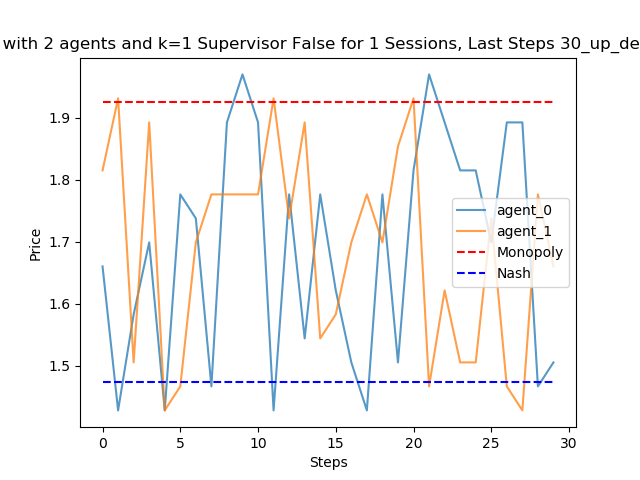 with 2 agents and k=1 Supervisor False for 1 Sessions, Last Steps 30_up_de
1.9
1.8
1.7
1.6
1.5
Price
0 5 10 15 20 25 30
Steps
agent_0
agent_1
Monopoly
Nash